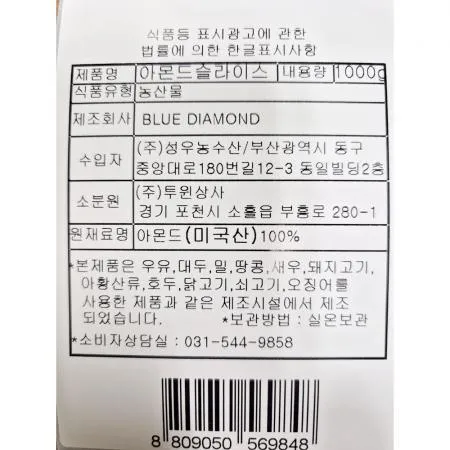 식품등 표시광고에 관한
법률에 의한 한글표시사항
제품명 아몬드슬라이스 내용량 1000g
식품유형 농산물
제조회사 BLUE DIAMOND
수입자 (주)성우농수산/부산광역시 동구
중앙대로180번길12-3 동일빌딩2층
소분원 (주)투윈상사
경기 포천시 소흘읍 부흥로 280-1
원재료명 아몬드(미국산)100%
*본제품은 우유,대두,밀,땅콩,새우,돼지고기,
아황산류,호두,닭고기,쇠고기,오징어를
사용한 제품과 같은 제조시설에서 제조
되었습니다. *보관방법 : 실온보관
*소비자상담실 : 031-544-9858
8 809050 569848